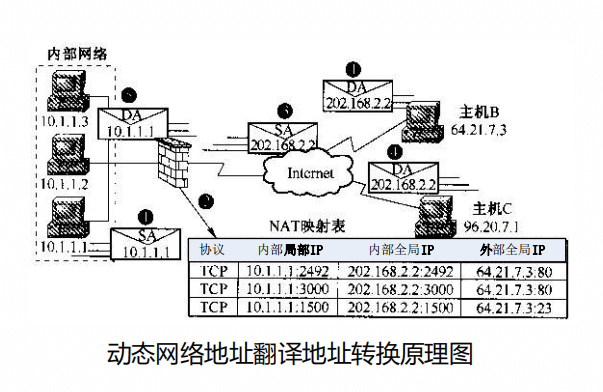 内部网络
10.1.1.3
10.1.1.2
10.1.1.1
DA
10.1.1.1
SA
10.1.1.1
SA
202.168.2.2
DA
202.168.2.2
DA
202.168.2.2
Internet
主机B
64.21.7.3
主机C
96.20.7.1
NAT映射表
协议 内部局部IP 内部全局IP 外部全局IP
TCP 10.1.1.1:2492 202.168.2.2:2492 64.21.7.3:80
TCP 10.1.1.1:3000 202.168.2.2:3000 64.21.7.3:80
TCP 10.1.1.1:1500 202.168.2.2:1500 64.21.7.3:23
动态网络地址翻译地址转换原理图